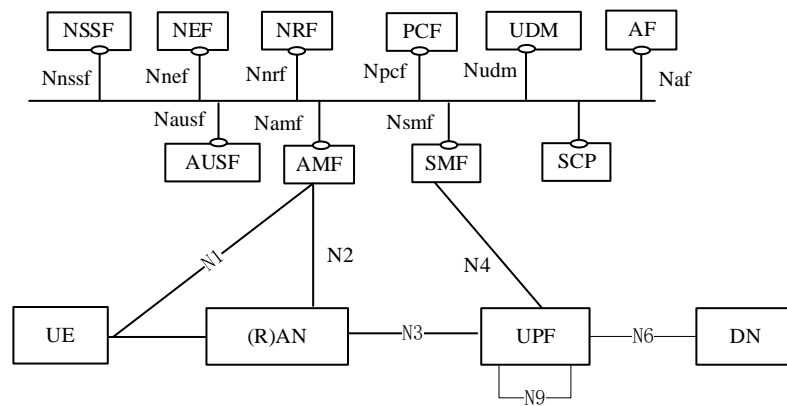 NSSF NEF NRF PCF UDM AF
Nnssf Nnef Nnrf Npcf Nudm Naf
Nausf Namf Nsmf
AUSF AMF SMF SCP
N1 N2 N4
UE (R)AN N3 UPF N6 DN
N9